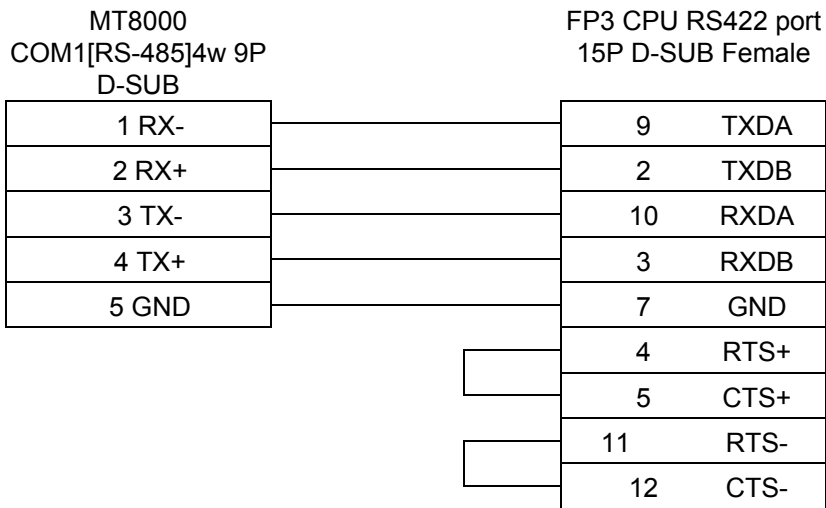 MT8000
COM1[RS-485]4w 9P
D-SUB
FP3 CPU RS422 port
15P D-SUB Female
1 RX- 9 TXDA
2 RX+ 2 TXDB
3 TX- 10 RXDA
4 TX+ 3 RXDB
5 GND 7 GND
4 RTS+
5 CTS+
11 RTS-
12 CTS-